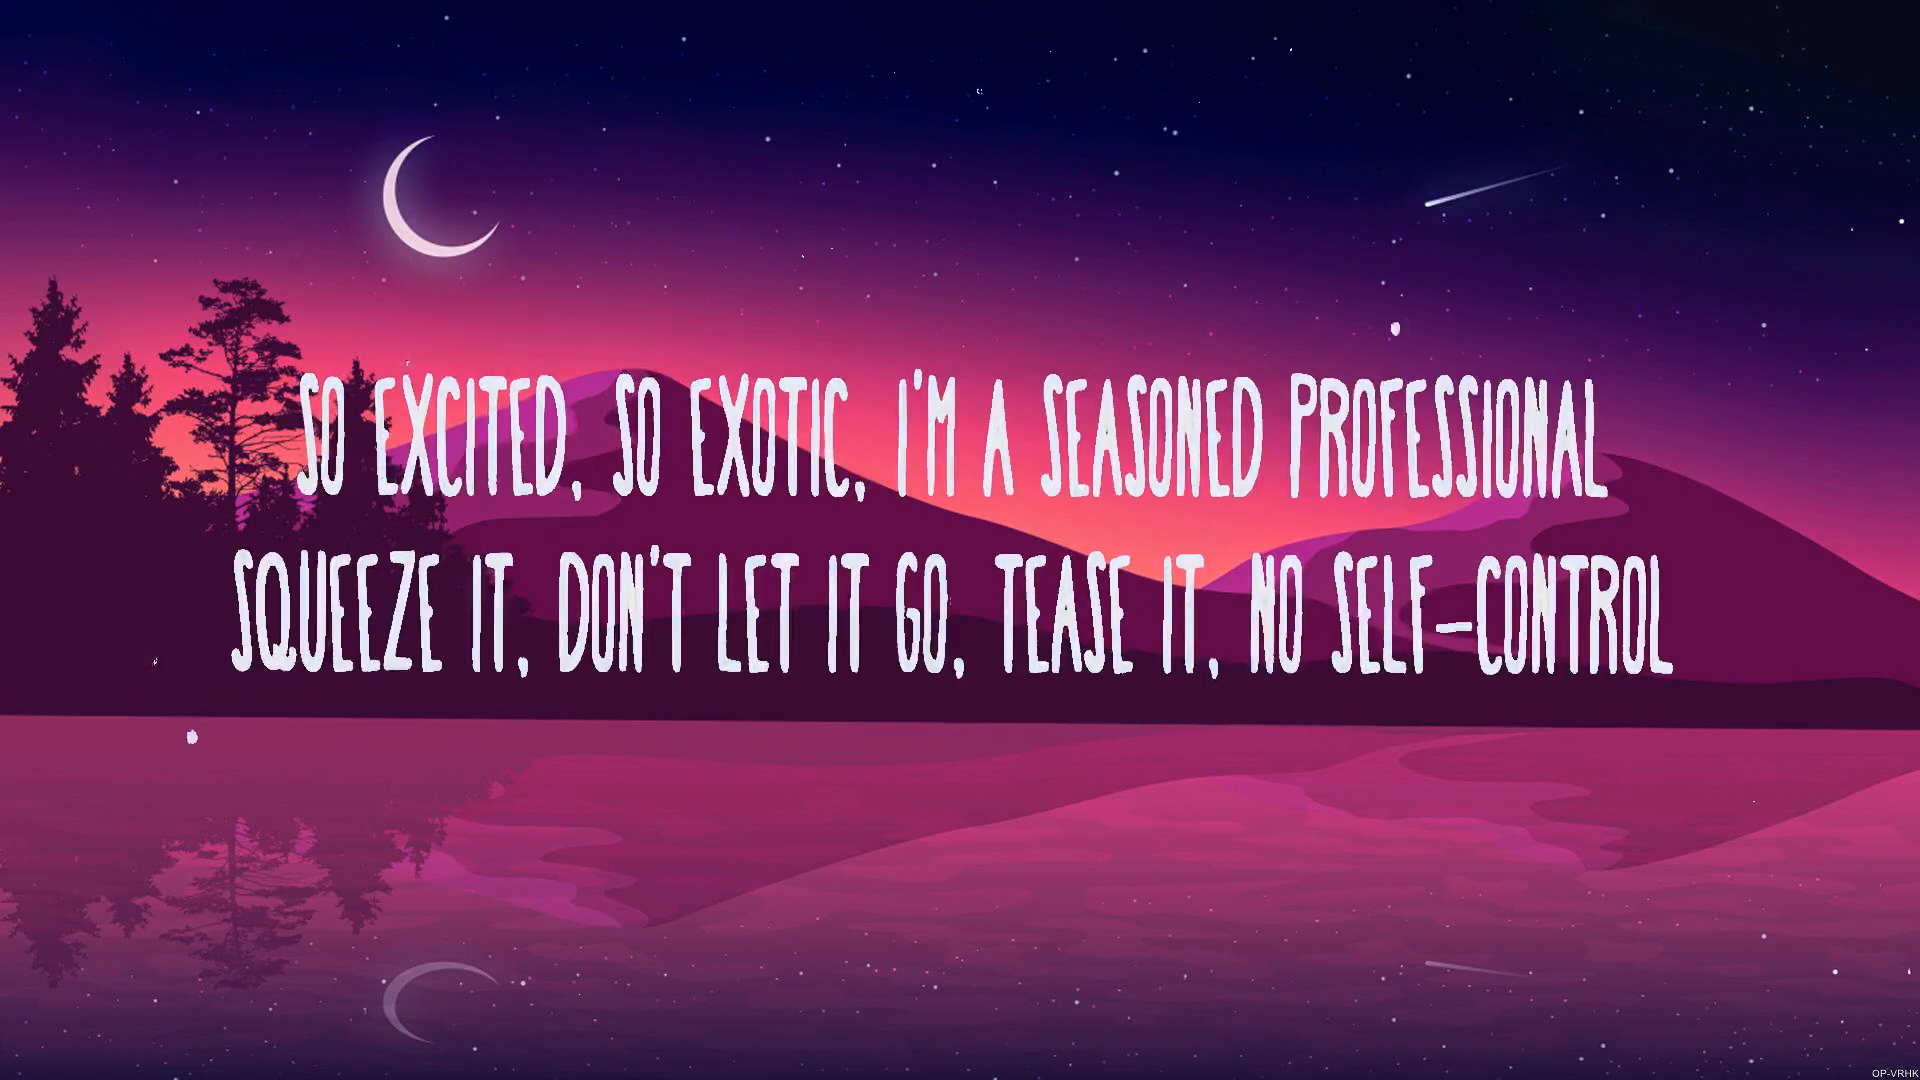 SO EXCITED, SO EXOTIC, I'M A SEASONED PROFESSIONAL
SQUEEZE IT, DON'T LET IT GO, TEASE IT, NO SELF-CONTROL
OP-VRHK